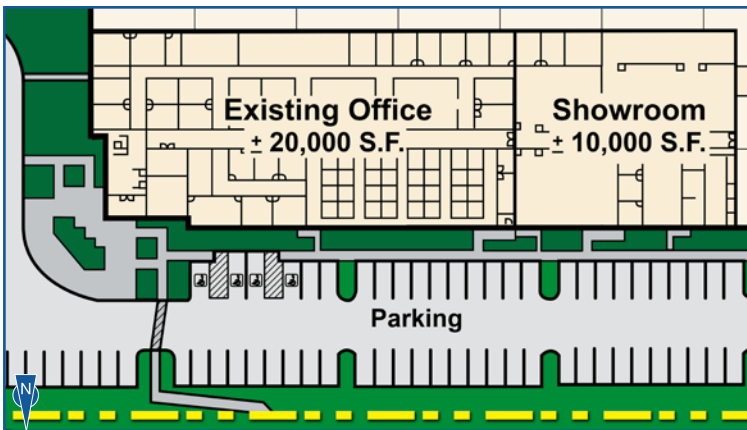 Existing Office
± 20,000 S.F.
Showroom
± 10,000 S.F.
Parking
N